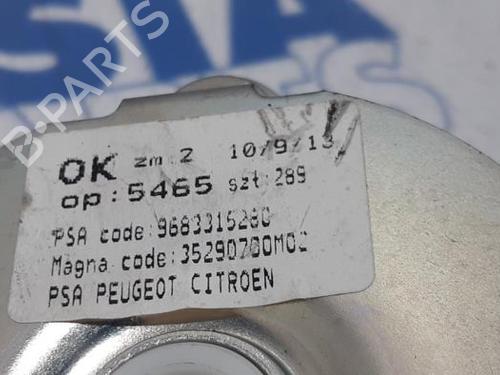 B-PARTS
OK zm:2 10/9/13
op:5465 szt:289
PSA code:9683315280
Magna code:35290700M02
PSA PEUGEOT CITROEN